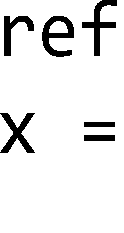 ref
x =